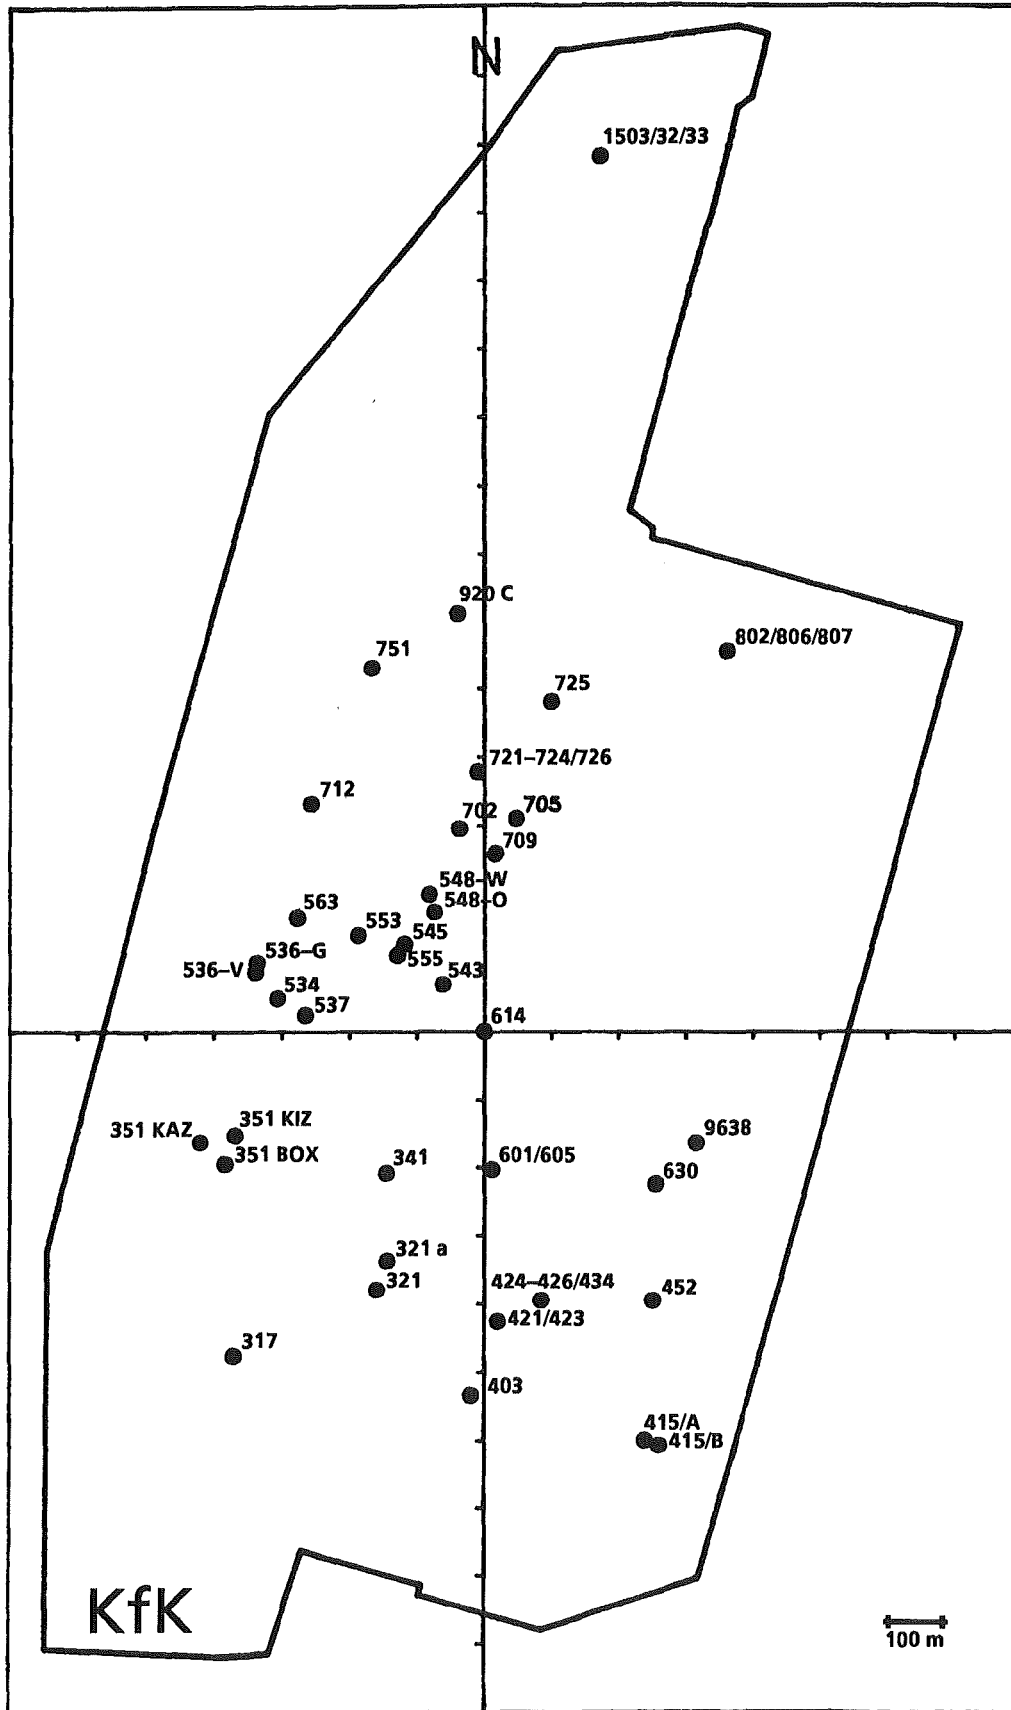 N
1503/32/33
920 C
802/806/807
751
725
721–724/726
712
702
705
709
548–W
548–O
563
553
545
536–G
555
536–V
543
534
537
614
351 KAZ
351 KIZ
9638
351 BOX
341
601/605
630
321 a
321
424–426/434
452
421/423
317
403
415/A
415/B
KfK
100 m